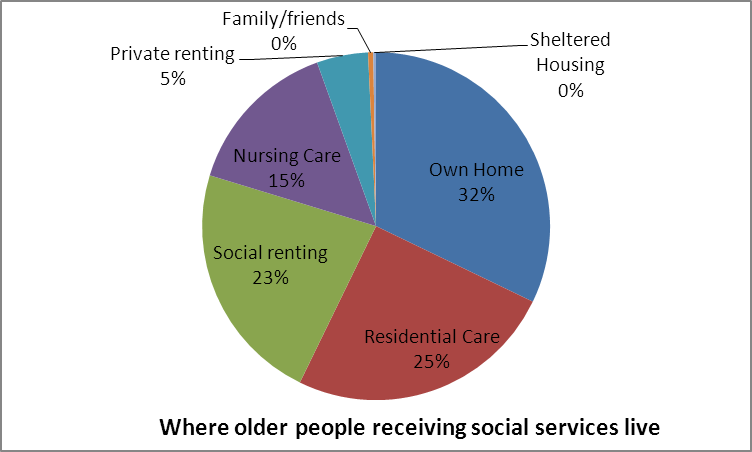 Family/friends
0%
Private renting
5%
Sheltered
Housing
0%
Own Home
32%
Nursing Care
15%
Social renting
23%
Residential Care
25%
Where older people receiving social services live